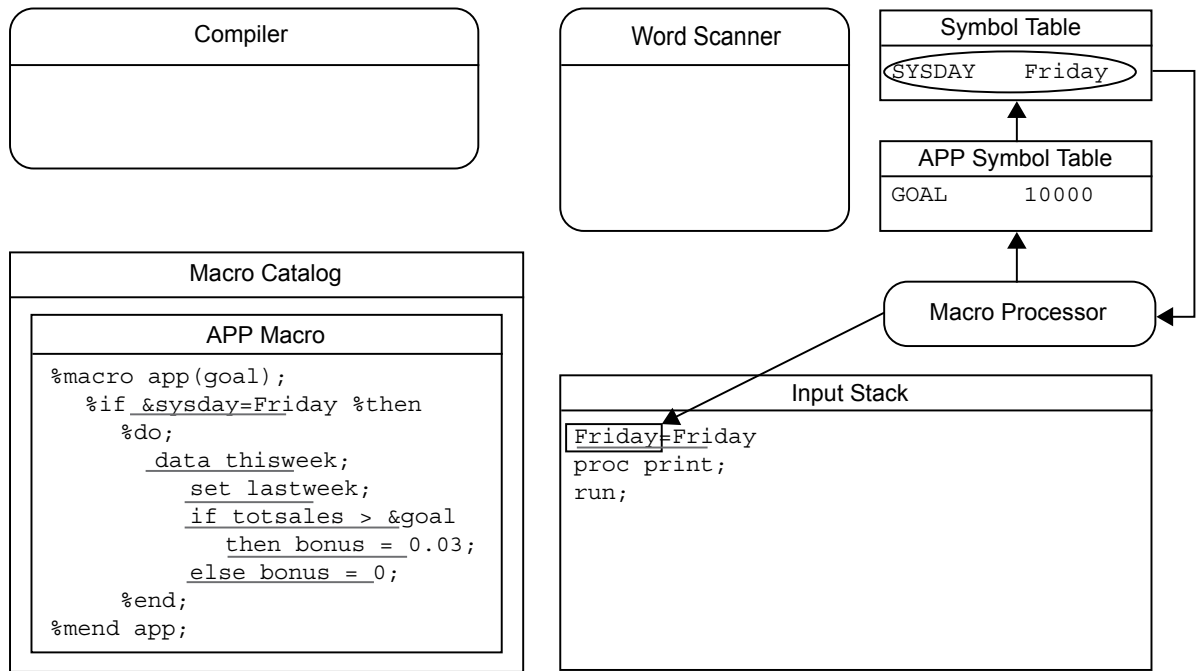 Compiler
Word Scanner
Symbol Table
SYSDAY Friday
APP Symbol Table
GOAL 10000
Macro Processor
Macro Catalog
APP Macro
%macro app(goal);
%if &sysday=Friday %then
%do;
data thisweek;
set lastweek;
if totsales > &goal
then bonus = 0.03;
else bonus = 0;
%end;
%mend app;
Input Stack
Friday=Friday
proc print;
run;